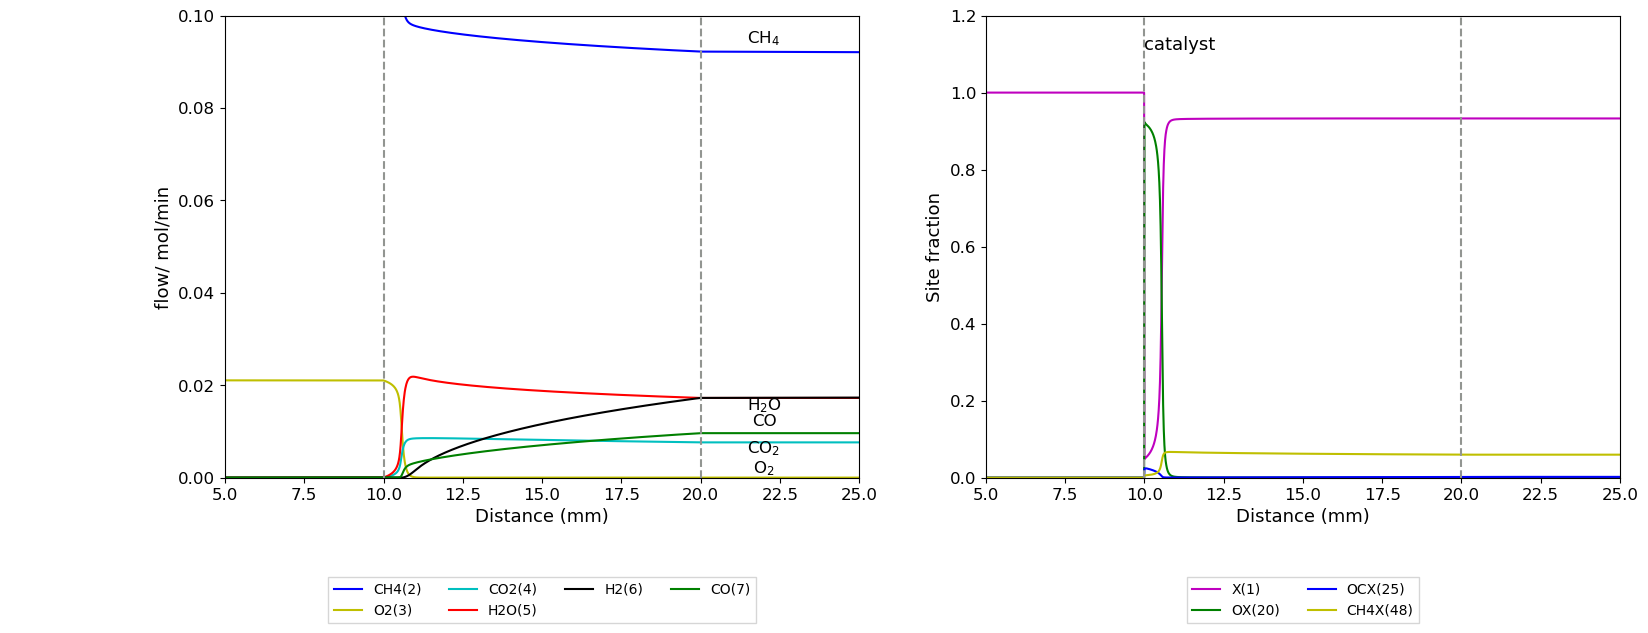 flow/ mol/min
0.10
0.08
0.06
0.04
0.02
0.00
CH₄
H₂O
CO
CO₂
O₂
5.0 7.5 10.0 12.5 15.0 17.5 20.0 22.5 25.0
Distance (mm)
CH4(2) CO2(4) H2(6) CO(7)
O2(3) H2O(5)
Site fraction
1.2
1.0
0.8
0.6
0.4
0.2
0.0
catalyst
5.0 7.5 10.0 12.5 15.0 17.5 20.0 22.5 25.0
Distance (mm)
X(1) OCX(25)
OX(20) CH4X(48)